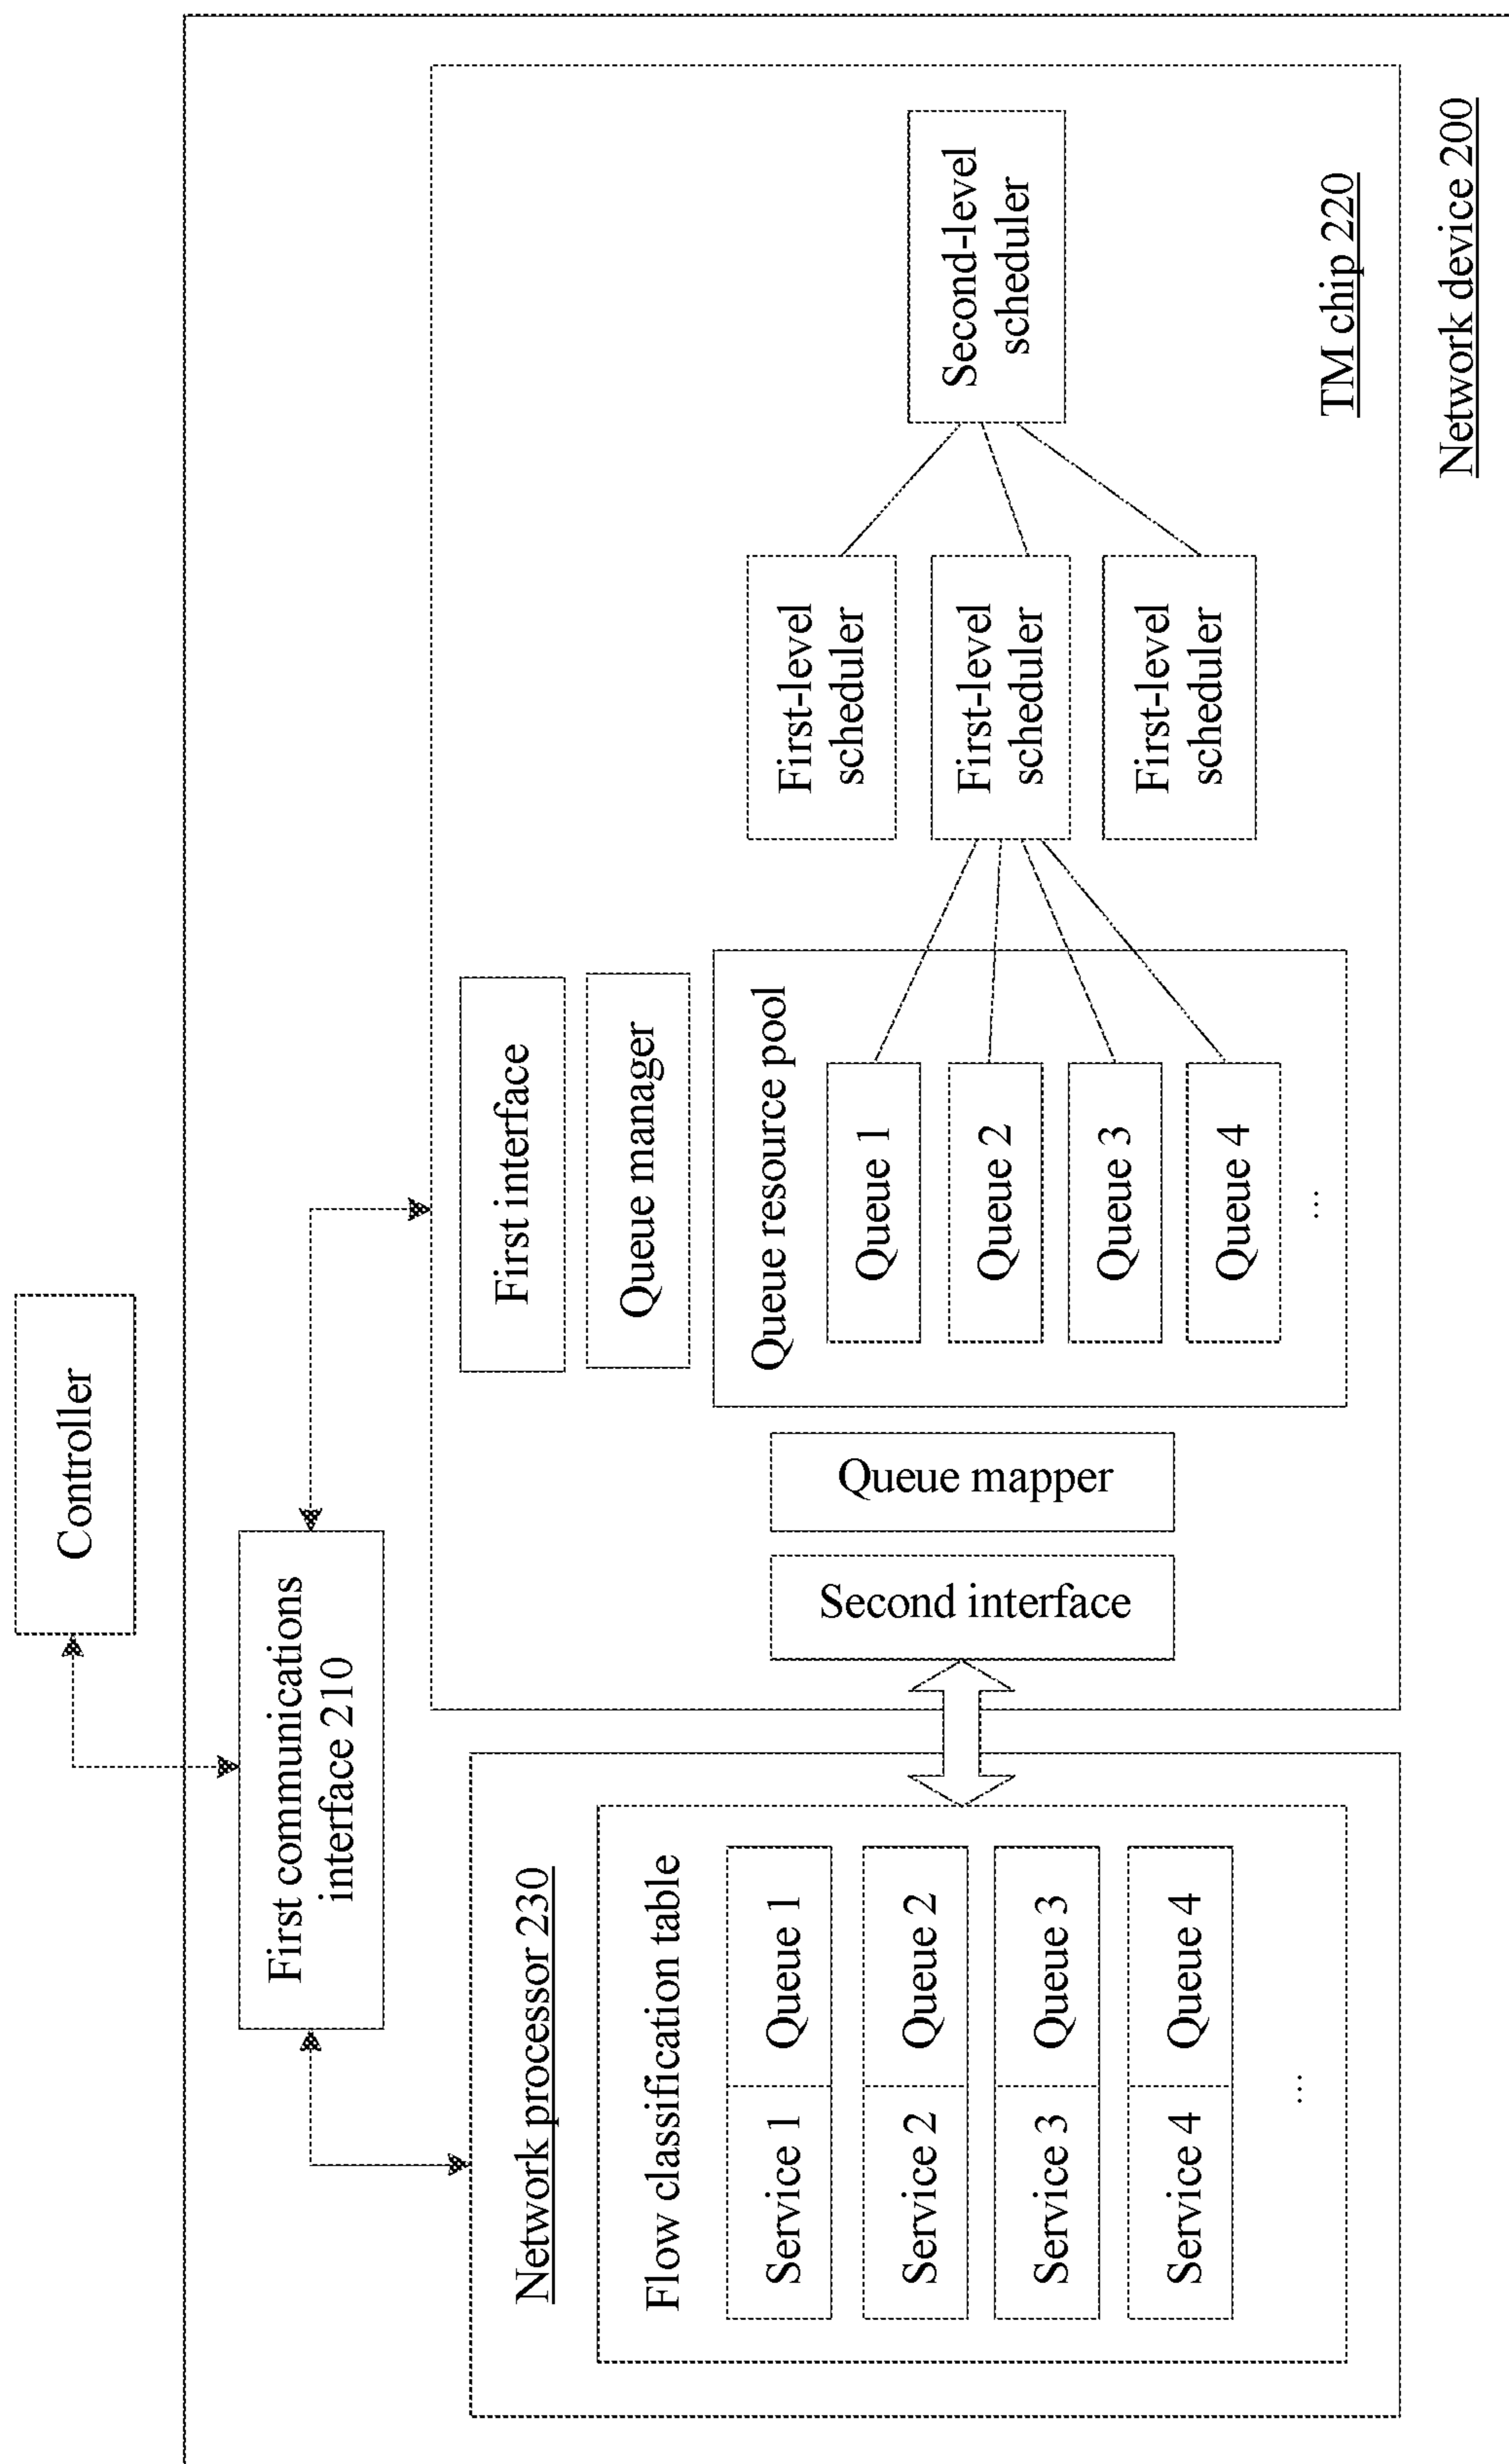 Controller
First communications
interface 210
Network processor 230
Flow classification table
Service 1
Queue 1
Service 2
Queue 2
Service 3
Queue 3
Service 4
Queue 4
...
Second interface
Queue mapper
First interface
Queue manager
Queue resource pool
Queue 1
Queue 2
Queue 3
Queue 4
...
First-level
scheduler
First-level
scheduler
First-level
scheduler
Second-level
scheduler
TM chip 220
Network device 200